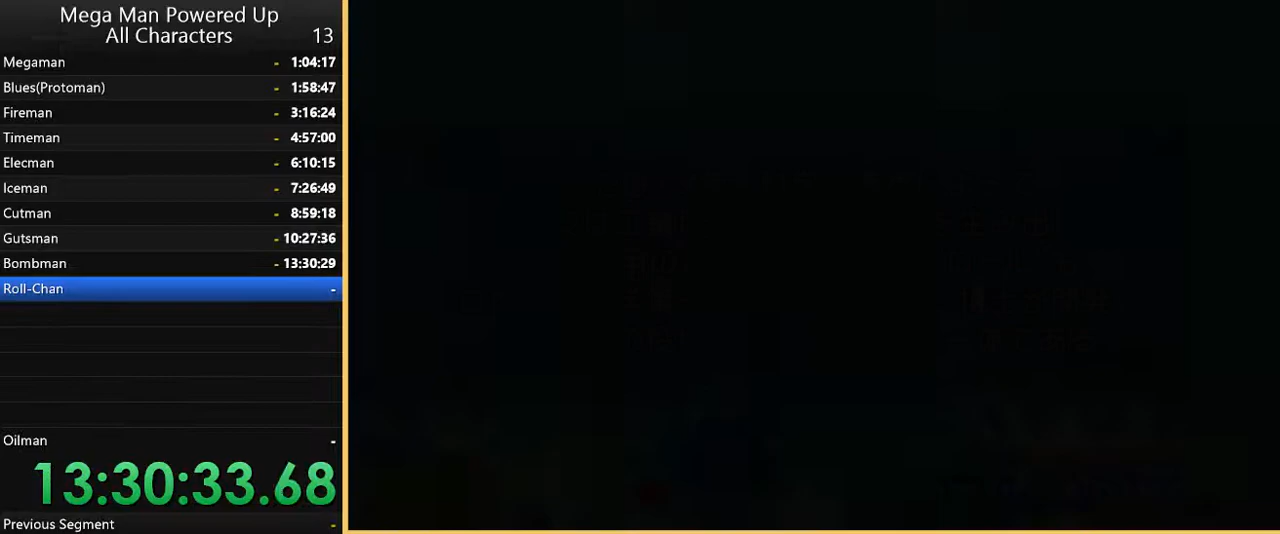 Mega Man Powered Up
All Characters 13
Megaman - 1:04:17
Blues(Protoman) - 1:58:47
Fireman - 3:16:24
Timeman - 4:57:00
Elecman - 6:10:15
Iceman - 7:26:49
Cutman - 8:59:18
Gutsman - 10:27:36
Bombman - 13:30:29
Roll-Chan -
Oilman -
13:30:33.68
Previous Segment -